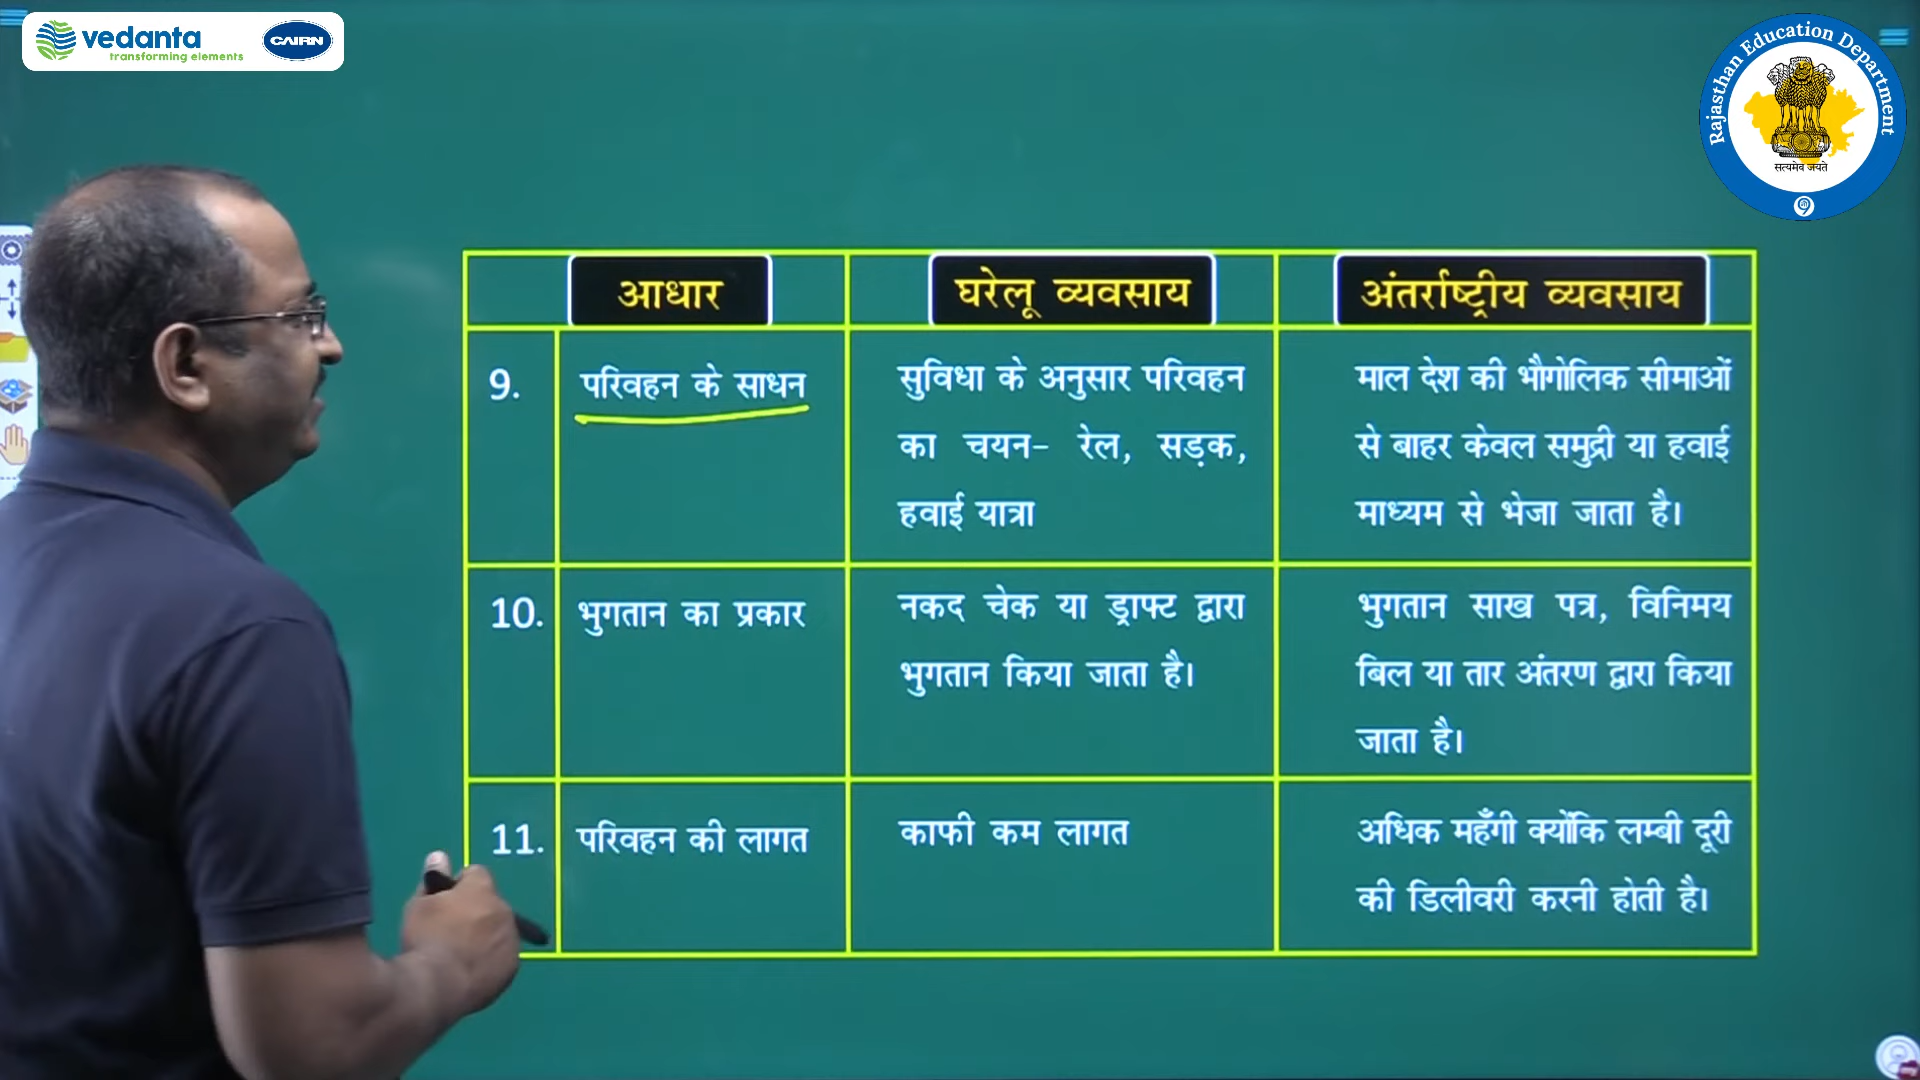 vedanta
transforming elements
CAIRN
Rajasthan Education Department
सत्यमेव जयते
आधार
घरेलू व्यवसाय
अंतर्राष्ट्रीय व्यवसाय
9.
परिवहन के साधन
सुविधा के अनुसार परिवहन
का चयन- रेल, सड़क,
हवाई यात्रा
माल देश की भौगोलिक सीमाओं
से बाहर केवल समुद्री या हवाई
माध्यम से भेजा जाता है।
10.
भुगतान का प्रकार
नकद चेक या ड्राफ्ट द्वारा
भुगतान किया जाता है।
भुगतान साख पत्र, विनिमय
बिल या तार अंतरण द्वारा किया
जाता है।
11.
परिवहन की लागत
काफी कम लागत
अधिक महँगी क्योंकि लम्बी दूरी
की डिलीवरी करनी होती है।